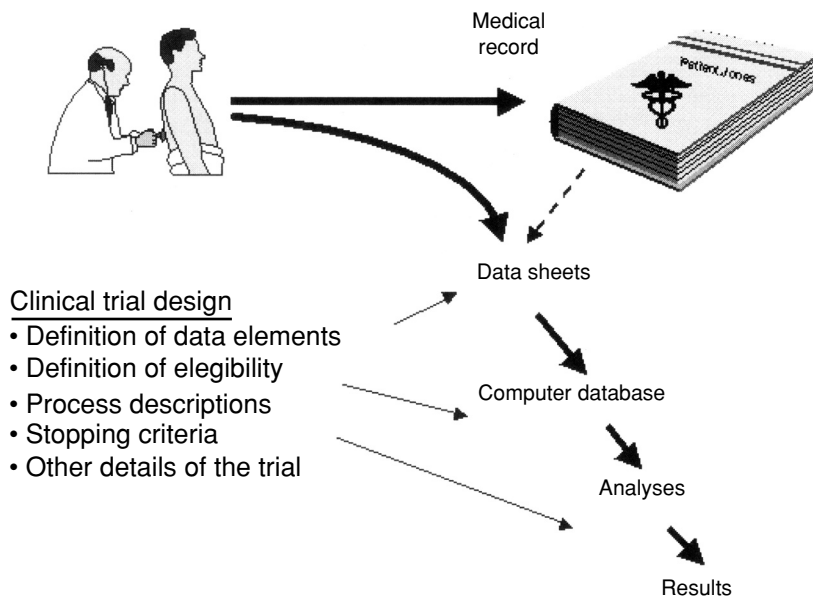 Medical
record
Patient Jones
Data sheets
Clinical trial design
• Definition of data elements
• Definition of elegibility
• Process descriptions
• Stopping criteria
• Other details of the trial
Computer database
Analyses
Results